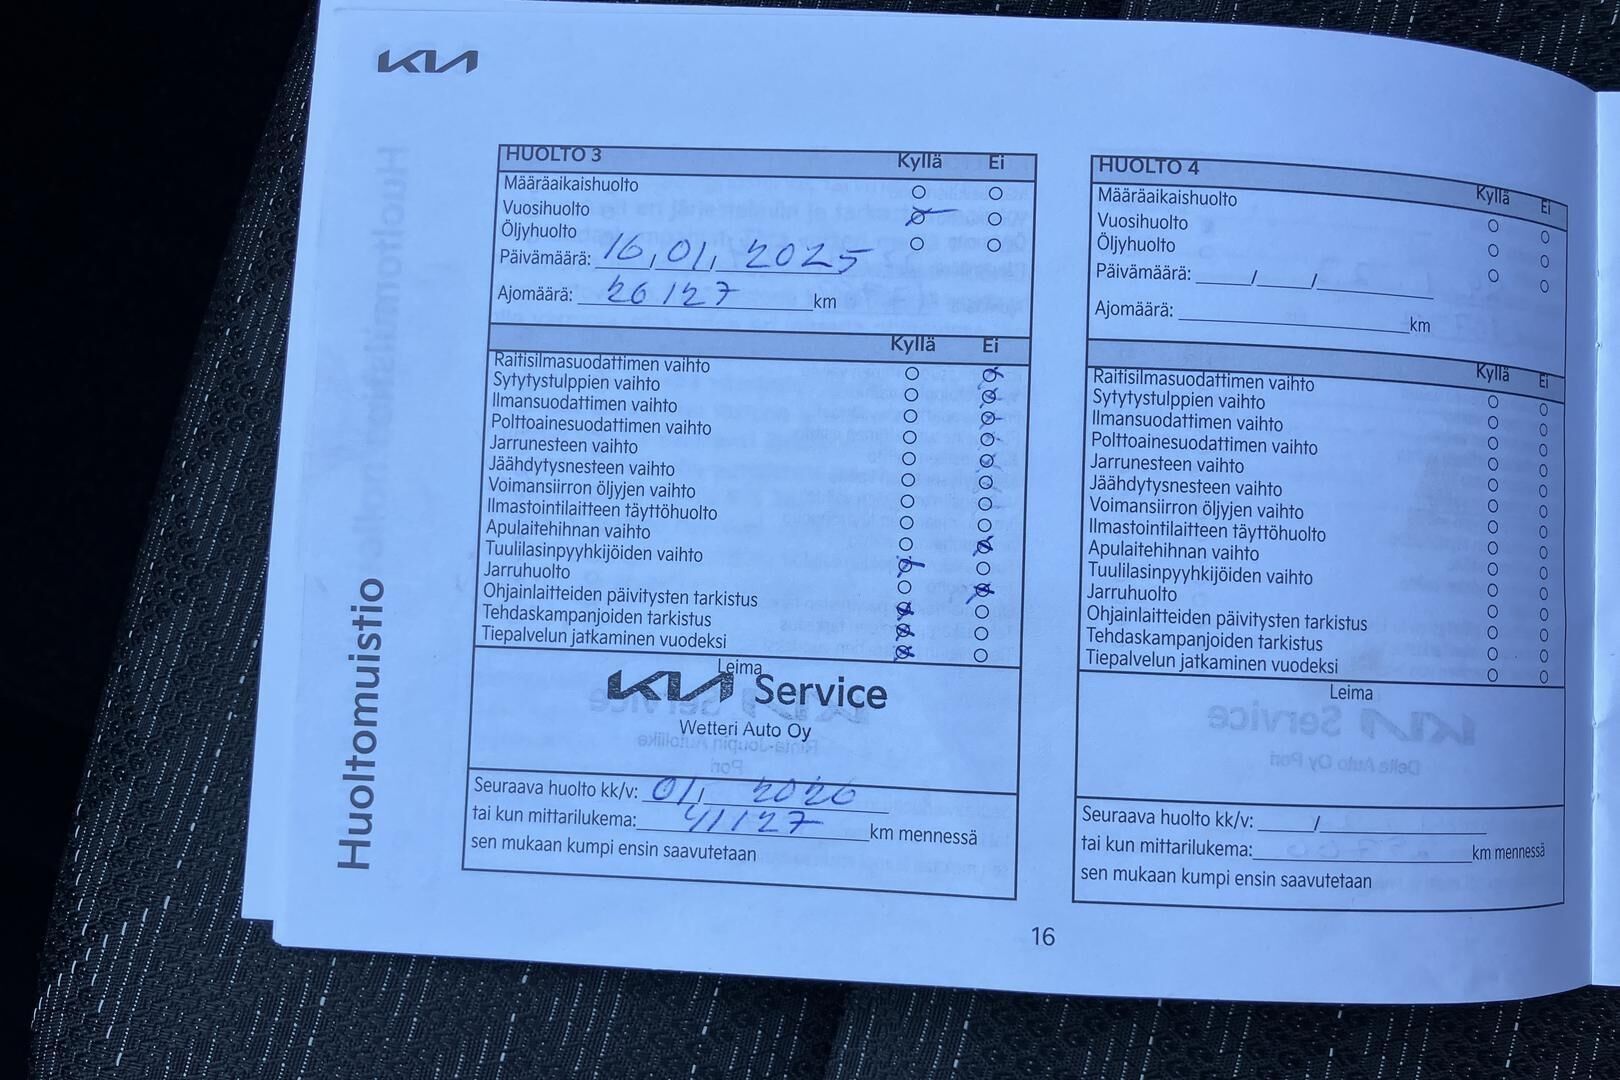 KIA
Huoltomuistio
HUOLTO 3 Kyllä Ei
Määräaikaishuolto
Vuosihuolto
Öljyhuolto
Päivämäärä: 16,01, 2025
Ajomäärä: 26127 km
Kyllä Ei
Raitisilmasuodattimen vaihto
Sytytystulppien vaihto
Ilmansuodattimen vaihto
Polttoainesuodattimen vaihto
Jarrunesteen vaihto
Jäähdytysnesteen vaihto
Voimansiirron öljyjen vaihto
Ilmastointilaitteen täyttöhuolto
Apulaitehihnan vaihto
Tuulilasinpyyhkijöiden vaihto
Jarruhuolto
Ohjainlaitteiden päivitysten tarkistus
Tehdaskampanjoiden tarkistus
Tiepalvelun jatkaminen vuodeksi
Leima
KIA Service
Wetteri Auto Oy
Seuraava huolto kk/v: 01, 2026
tai kun mittarilukema: 41127 km mennessä
sen mukaan kumpi ensin saavutetaan
HUOLTO 4 Kyllä Ei
Määräaikaishuolto
Vuosihuolto
Öljyhuolto
Päivämäärä: / /
Ajomäärä: km
Kyllä Ei
Raitisilmasuodattimen vaihto
Sytytystulppien vaihto
Ilmansuodattimen vaihto
Polttoainesuodattimen vaihto
Jarrunesteen vaihto
Jäähdytysnesteen vaihto
Voimansiirron öljyjen vaihto
Ilmastointilaitteen täyttöhuolto
Apulaitehihnan vaihto
Tuulilasinpyyhkijöiden vaihto
Jarruhuolto
Ohjainlaitteiden päivitysten tarkistus
Tehdaskampanjoiden tarkistus
Tiepalvelun jatkaminen vuodeksi
Leima
Seuraava huolto kk/v: /
tai kun mittarilukema: km mennessä
sen mukaan kumpi ensin saavutetaan
16